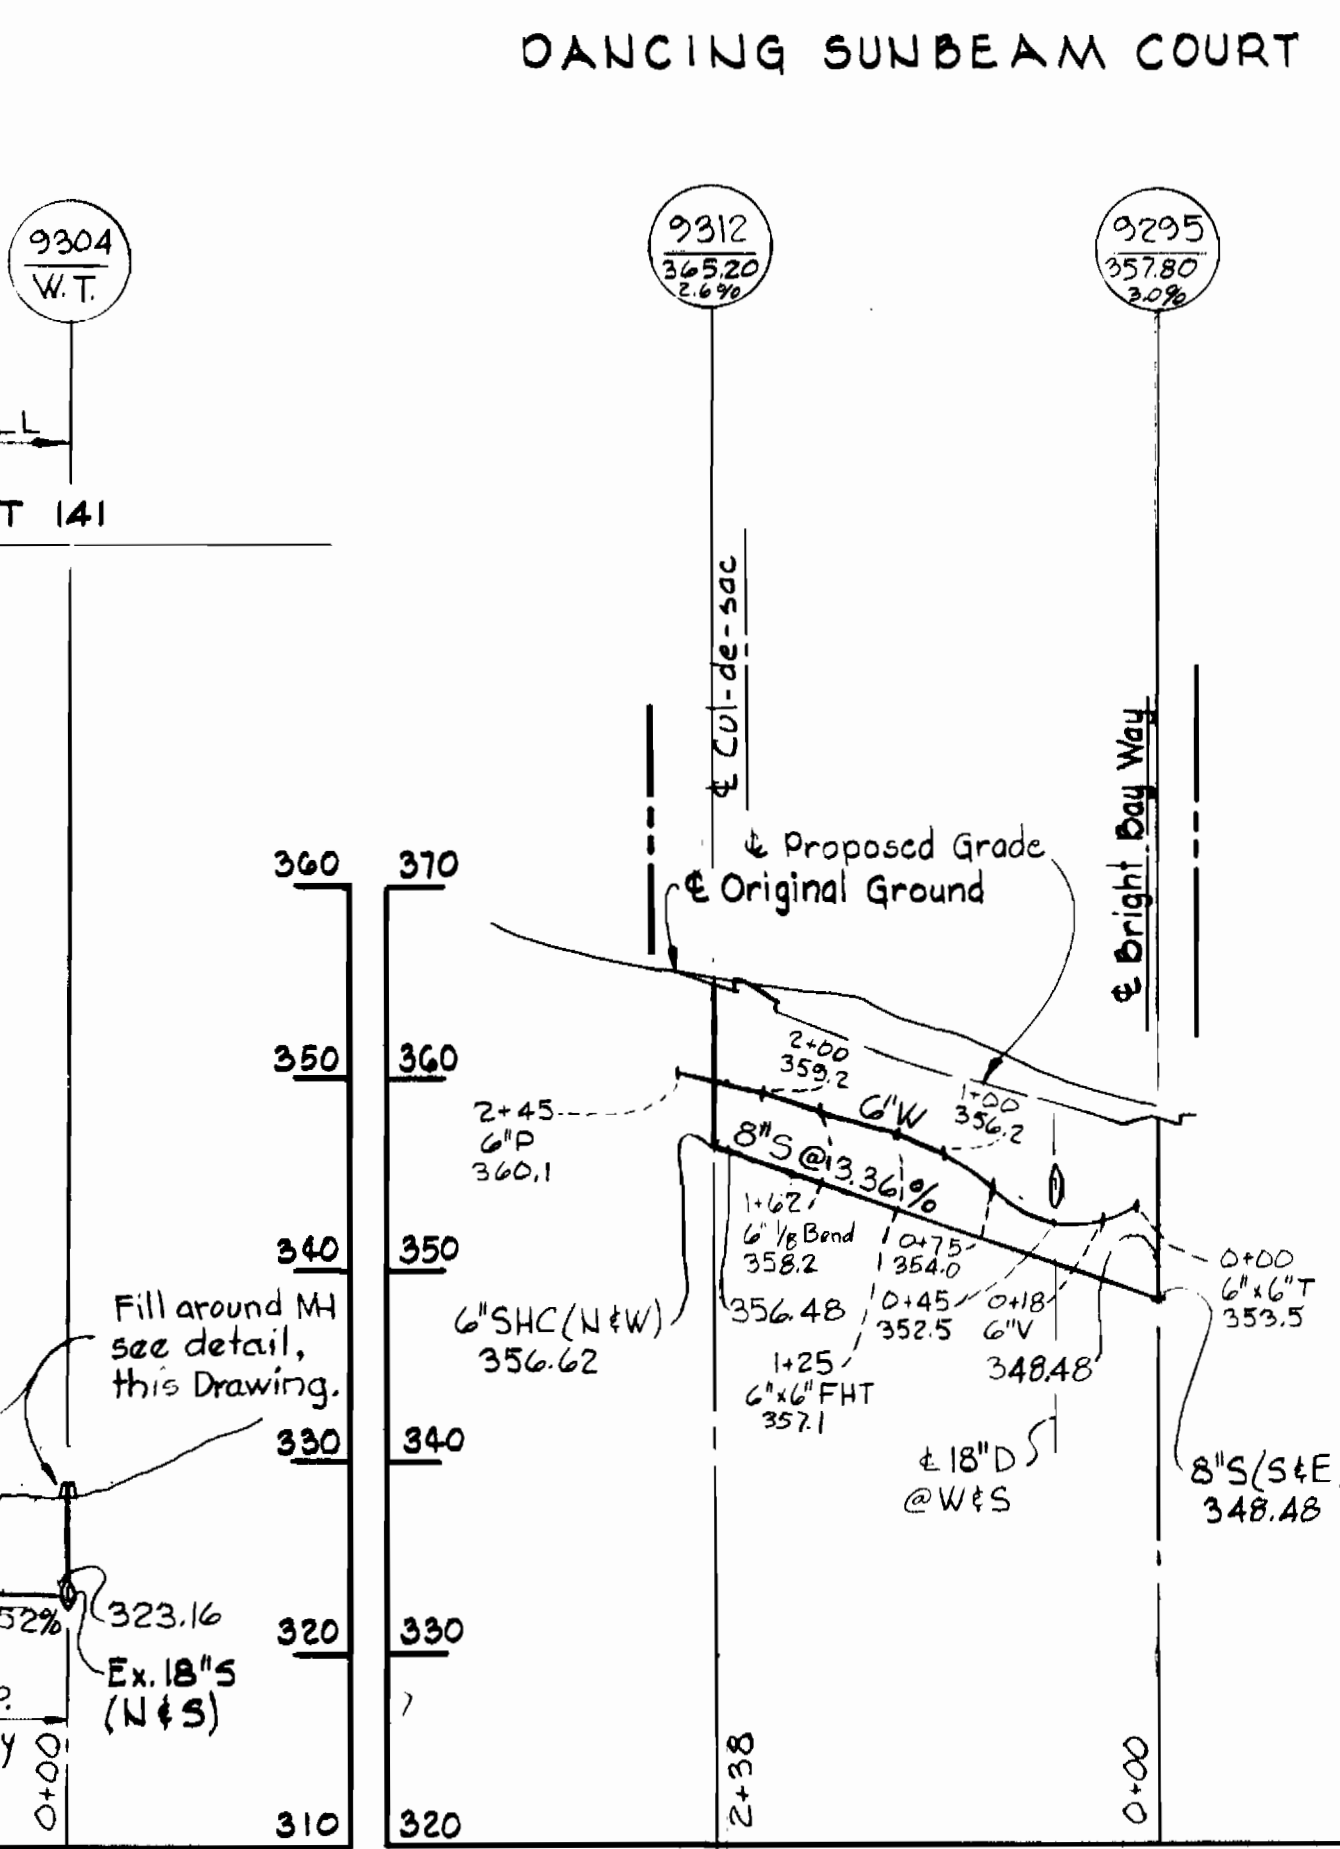 DANCING SUNBEAM COURT
9304
W.T.
9312
365.20
2.6%
9295
357.80
3.0%
LL
T 141
℄ Cul-de-sac
℄ Bright Bay Way
℄ Proposed Grade
℄ Original Ground
360
370
350
360
340
350
330
340
320
330
310
320
2+00
359.2
1+00
356.2
6"W
2+45
6"P
360.1
8"S @ 3.36%
1+62
6" 1/8 Bend
358.2
0+75
354.0
0+00
6"x6"T
353.5
Fill around MH
see detail,
this Drawing.
6"SHC (N&W)
356.62
356.48
0+45
352.5
0+18
6"V
348.48
1+25
6"x6" FHT
357.1
℄ 18"D
@ W&S
8"S (S&E
348.48
52%
323.16
Ex. 18"S
(N&S)
P.
y
0+00
2+38
0+00